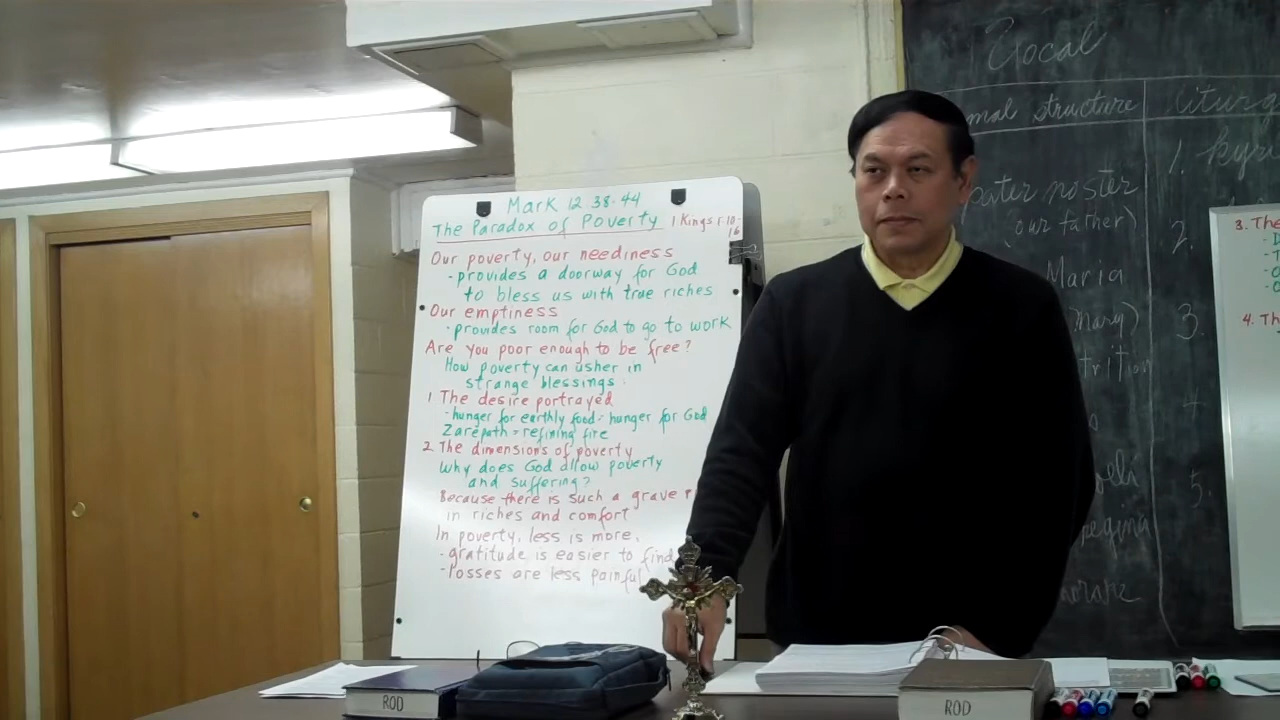 Mark 12 38-44
The Paradox of Poverty 1 Kings 17-10-
16
Our poverty, our neediness
- provides a doorway for God
to bless us with true riches
Our emptiness
- provides room for God to go to work
Are you poor enough to be free?
How poverty can usher in
strange blessings.
1 The desire portrayed
- hunger for earthly food = hunger for God
Zarepath = refining fire
2. The dimensions of poverty
Why does God allow poverty
and suffering?
Because there is such a grave
in riches and comfort
In poverty, less is more.
- gratitude is easier to find
- losses are less painful
Local
structure
1.
Pater noster
(our father)
2.
Maria
Mary)
3.
4
5.
regina
3. The
4. Th
ROD
ROD